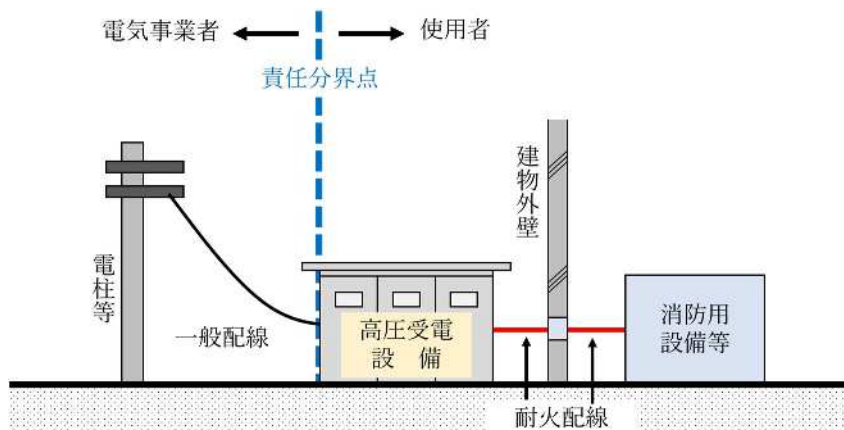 電気事業者
使用者
責任分界点
電柱等
一般配線
高圧受電
設 備
建物外壁
消防用
設備等
耐火配線